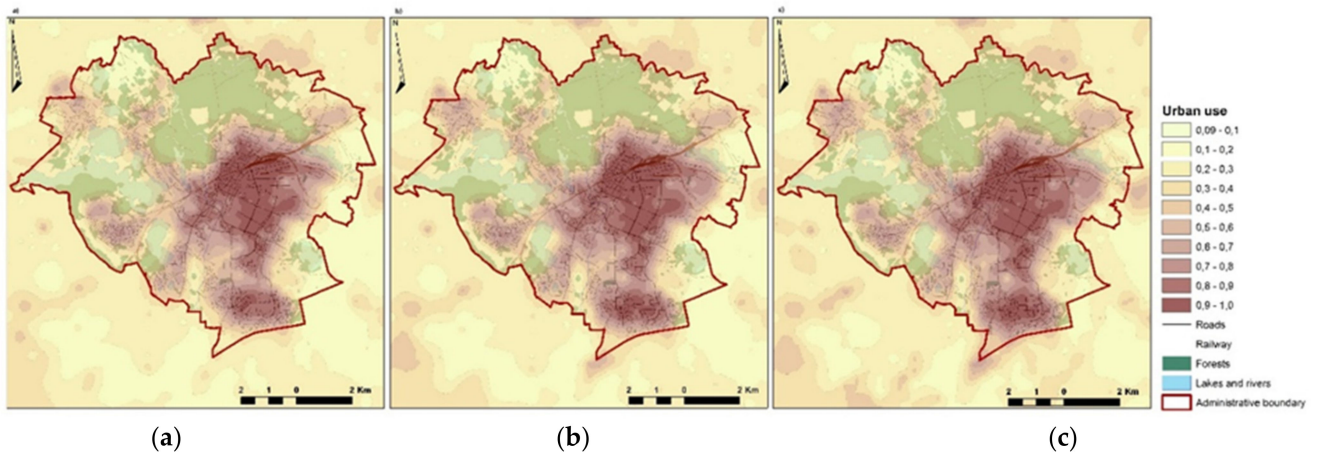 a)
b)
c)
N
N
N
Urban use
0,09 - 0,1
0,1 - 0,2
0,2 - 0,3
0,3 - 0,4
0,4 - 0,5
0,5 - 0,6
0,6 - 0,7
0,7 - 0,8
0,8 - 0,9
0,9 - 1,0
Roads
Railway
Forests
Lakes and rivers
Administrative boundary
2 1 0 2 Km
2 1 0 2 Km
2 1 0 2 Km
(a)
(b)
(c)